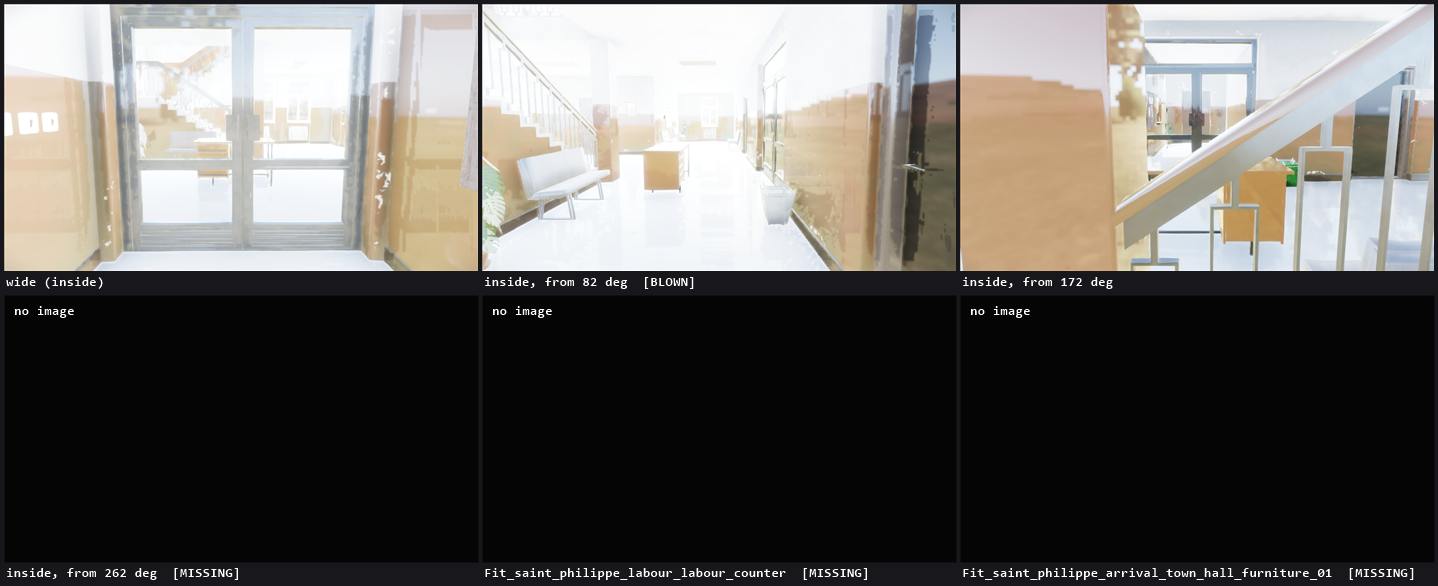 wide (inside)
inside, from 82 deg  [BLOWN]
inside, from 172 deg
no image
no image
no image
inside, from 262 deg  [MISSING]
Fit_saint_philippe_labour_labour_counter  [MISSING]
Fit_saint_philippe_arrival_town_hall_furniture_01  [MISSING]